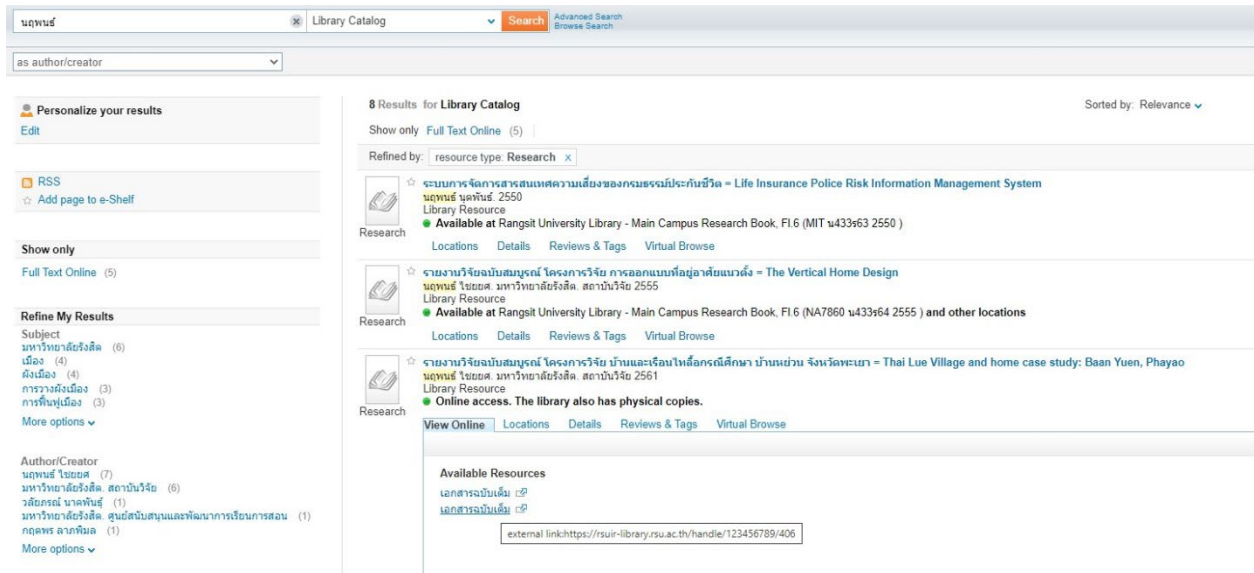 นฤพนธ์ Library Catalog Search Advanced Search
Browse Search
as author/creator
Personalize your results
Edit
RSS
Add page to e-Shelf
Show only
Full Text Online (5)
Refine My Results
Subject
มหาวิทยาลัยรังสิต (6)
เมือง (4)
ผังเมือง (4)
การวางผังเมือง (3)
การฟื้นฟูเมือง (3)
More options
Author/Creator
นฤพนธ์ ไชยยศ (7)
มหาวิทยาลัยรังสิต. สถาบันวิจัย (6)
วลัยภรณ์ นาคพันธุ์ (1)
มหาวิทยาลัยรังสิต. ศูนย์สนับสนุนและพัฒนาการเรียนการสอน (1)
กฤตพร ลาภพิมล (1)
More options
8 Results for Library Catalog Sorted by: Relevance
Show only Full Text Online (5)
Refined by: resource type: Research x
ระบบการจัดการสารสนเทศความเสี่ยงของกรมธรรม์ประกันชีวิต = Life Insurance Police Risk Information Management System
นฤพนธ์ นุตพันธ์. 2550
Library Resource
Available at Rangsit University Library - Main Campus Research Book, Fl.6 (MIT น433ร63 2550 )
Research
Locations Details Reviews & Tags Virtual Browse
รายงานวิจัยฉบับสมบูรณ์ โครงการวิจัย การออกแบบที่อยู่อาศัยแนวตั้ง = The Vertical Home Design
นฤพนธ์ ไชยยศ. มหาวิทยาลัยรังสิต. สถาบันวิจัย 2555
Library Resource
Available at Rangsit University Library - Main Campus Research Book, Fl.6 (NA7860 น433ร64 2555 ) and other locations
Research
Locations Details Reviews & Tags Virtual Browse
รายงานวิจัยฉบับสมบูรณ์ โครงการวิจัย บ้านและเรือนไทลื้อกรณีศึกษา บ้านหย่วน จังหวัดพะเยา = Thai Lue Village and home case study: Baan Yuen, Phayao
นฤพนธ์ ไชยยศ. มหาวิทยาลัยรังสิต. สถาบันวิจัย 2561
Library Resource
Online access. The library also has physical copies.
Research
View Online Locations Details Reviews & Tags Virtual Browse
Available Resources
เอกสารฉบับเต็ม
เอกสารฉบับเต็ม
external link:https://rsuir-library.rsu.ac.th/handle/123456789/406